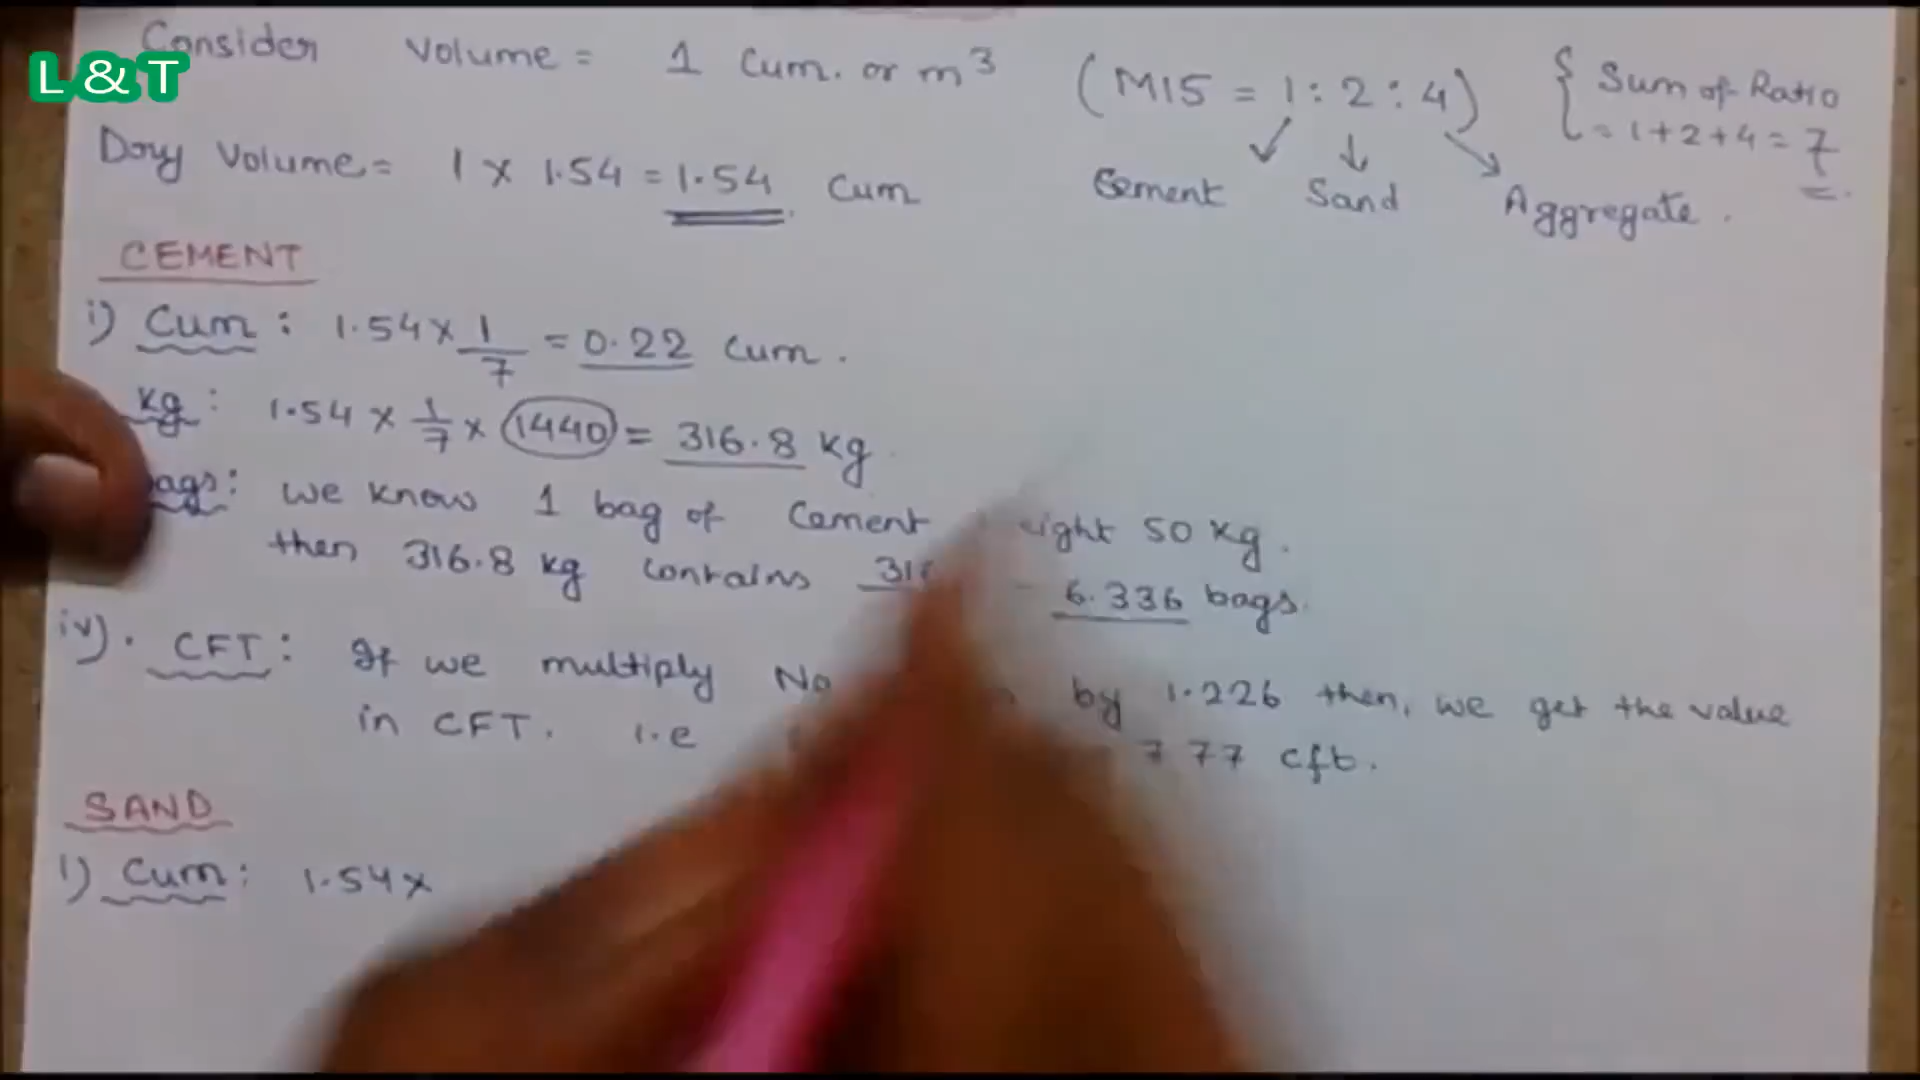 L&T
Consider Volume = 1 Cum. or m³ (M15 = 1 : 2 : 4) { Sum of Ratio
= 1+2+4 = 7
Dry Volume = 1 x 1.54 = 1.54 Cum
Cement Sand Aggregate.
CEMENT
i) Cum : 1.54 x 1/7 = 0.22 Cum.
kg : 1.54 x 1/7 x 1440 = 316.8 kg
ags : we know 1 bag of Cement eight 50 kg.
then 316.8 kg contains 6.336 bags.
iv). CFT : If we multiply No by 1.226 then, we get the value
in CFT. i.e 777 cft.
SAND
1) Cum : 1.54 x